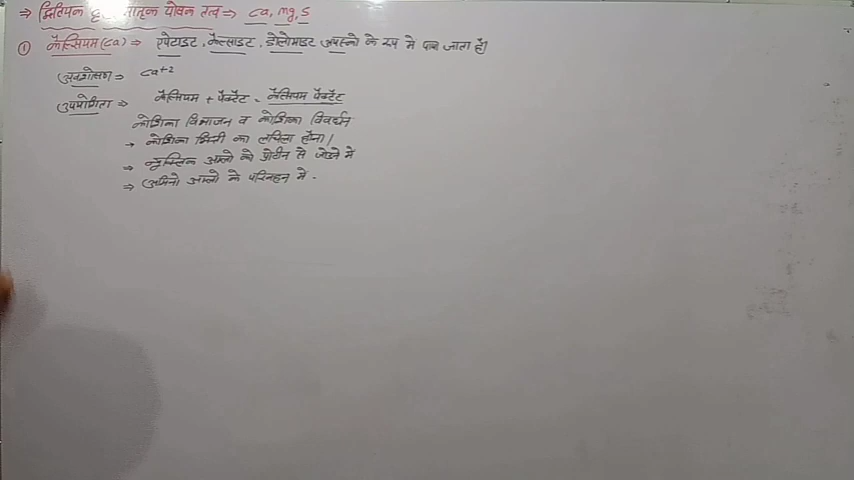 ⇒ द्वितियक व मातृक पोषक तत्व ⇒ Ca, mg, S
① कैल्सियम (Ca) ⇒ एपेटाइट, कैल्साइट, डोलोमाइट अयस्को के रूप मे पाया जाता है।
अवशोषण ⇒ Ca+2
उपयोगिता ⇒ कैल्सियम + पैक्टेट - कैल्सियम पैक्टेट
कोशिका विभाजन व कोशिका विवर्धन
→ कोशिका भित्ती का लचिला होना।
⇒ न्यूक्लिक अम्लो को प्रोटीन से जोडने मे
⇒ अमिनो अम्लो के परिवहन मे.